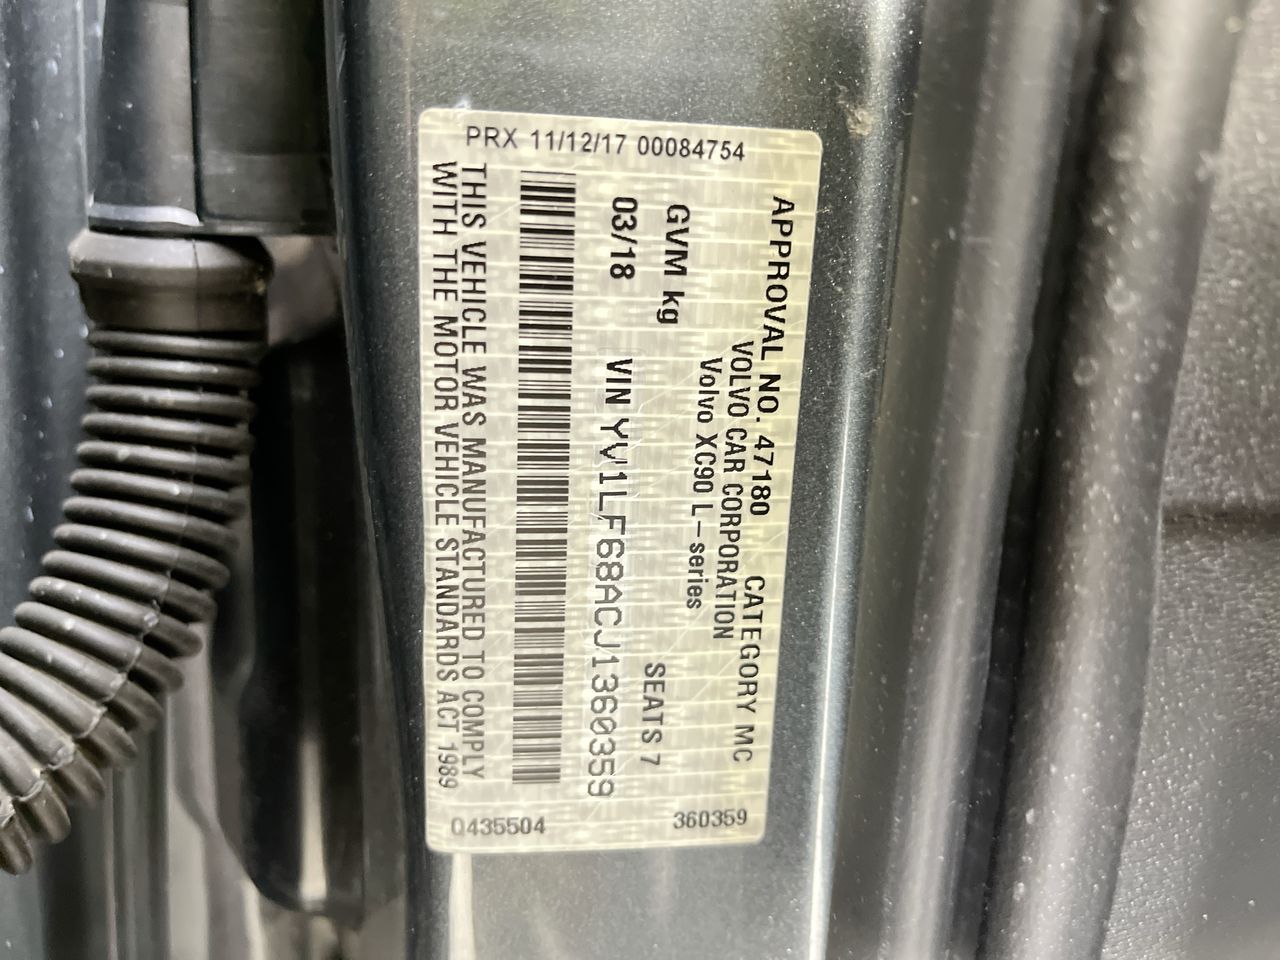 PRX 11/12/17 00084754
APPROVAL NO. 47180 CATEGORY MC
VOLVO CAR CORPORATION
Volvo XC90 L-series
GVM kg SEATS 7
03/18 VIN YV1LF68ACJ1360359
THIS VEHICLE WAS MANUFACTURED TO COMPLY
WITH THE MOTOR VEHICLE STANDARDS ACT 1989
360359
Q435504